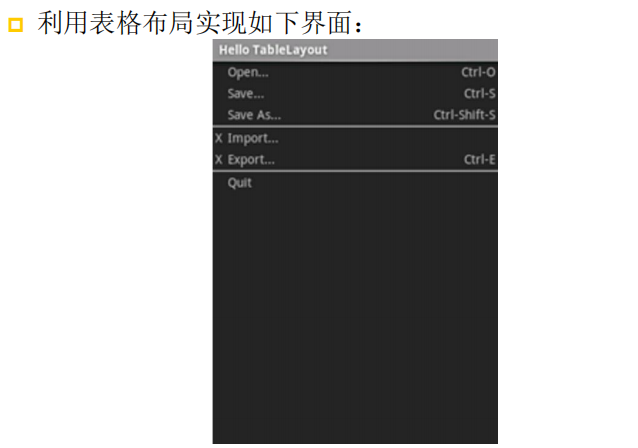 利用表格布局实现如下界面：
Hello TableLayout
Open... Ctrl-O
Save... Ctrl-S
Save As... Ctrl-Shift-S
X Import...
X Export... Ctrl-E
Quit